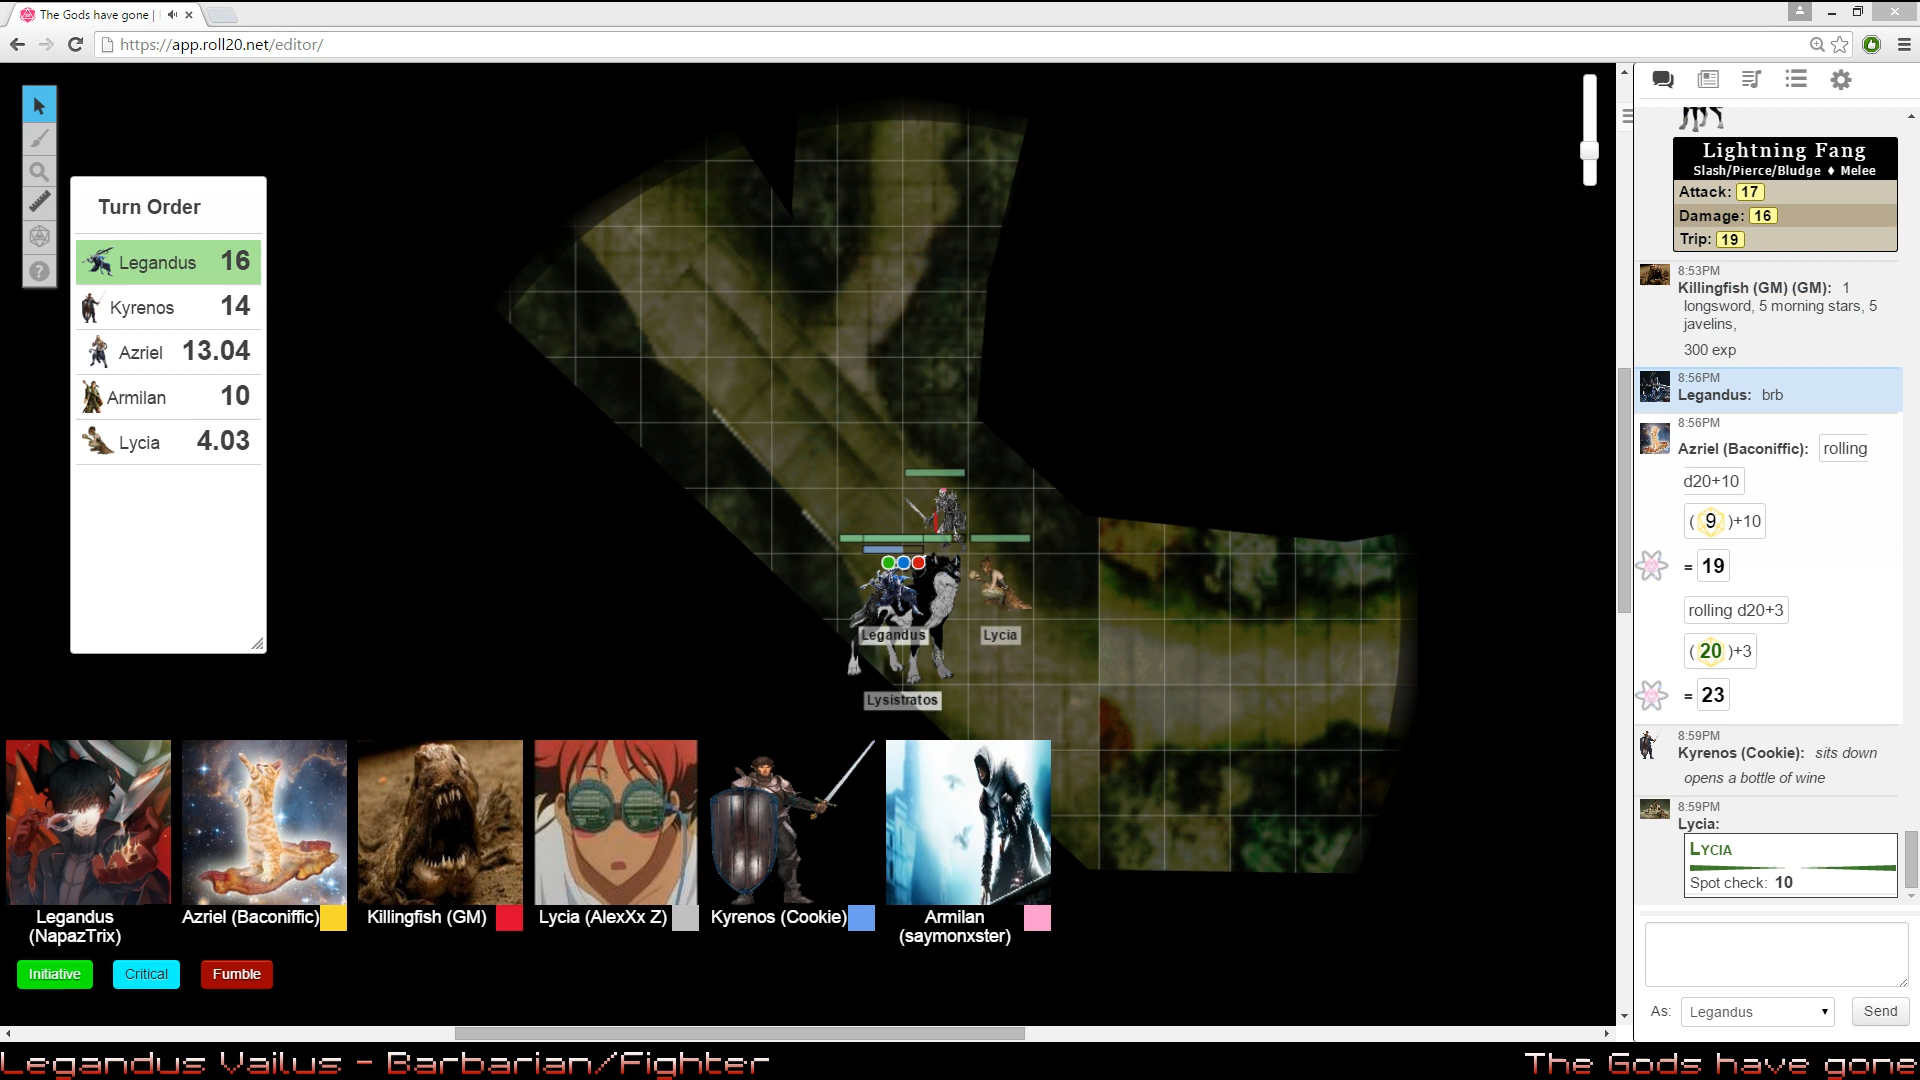 The Gods have gone |
https://app.roll20.net/editor/
Turn Order
Legandus 16
Kyrenos 14
Azriel 13.04
Armilan 10
Lycia 4.03
Legandus
Lycia
Lysistratos
Legandus
(NapazTrix)
Azriel (Baconiffic)
Killingfish (GM)
Lycia (AlexXx Z)
Kyrenos (Cookie)
Armilan
(saymonxster)
Initiative
Critical
Fumble
Lightning Fang
Slash/Pierce/Bludge ♦ Melee
Attack: 17
Damage: 16
Trip: 19
8:53PM
Killingfish (GM) (GM): 1
longsword, 5 morning stars, 5
javelins,
300 exp
8:56PM
Legandus: brb
8:56PM
Azriel (Baconiffic): rolling
d20+10
(9)+10
= 19
rolling d20+3
(20)+3
= 23
8:59PM
Kyrenos (Cookie): sits down
opens a bottle of wine
8:59PM
Lycia:
Lycia
Spot check: 10
As: Legandus Send
Legandus Vailus - Barbarian/Fighter
The Gods have gone